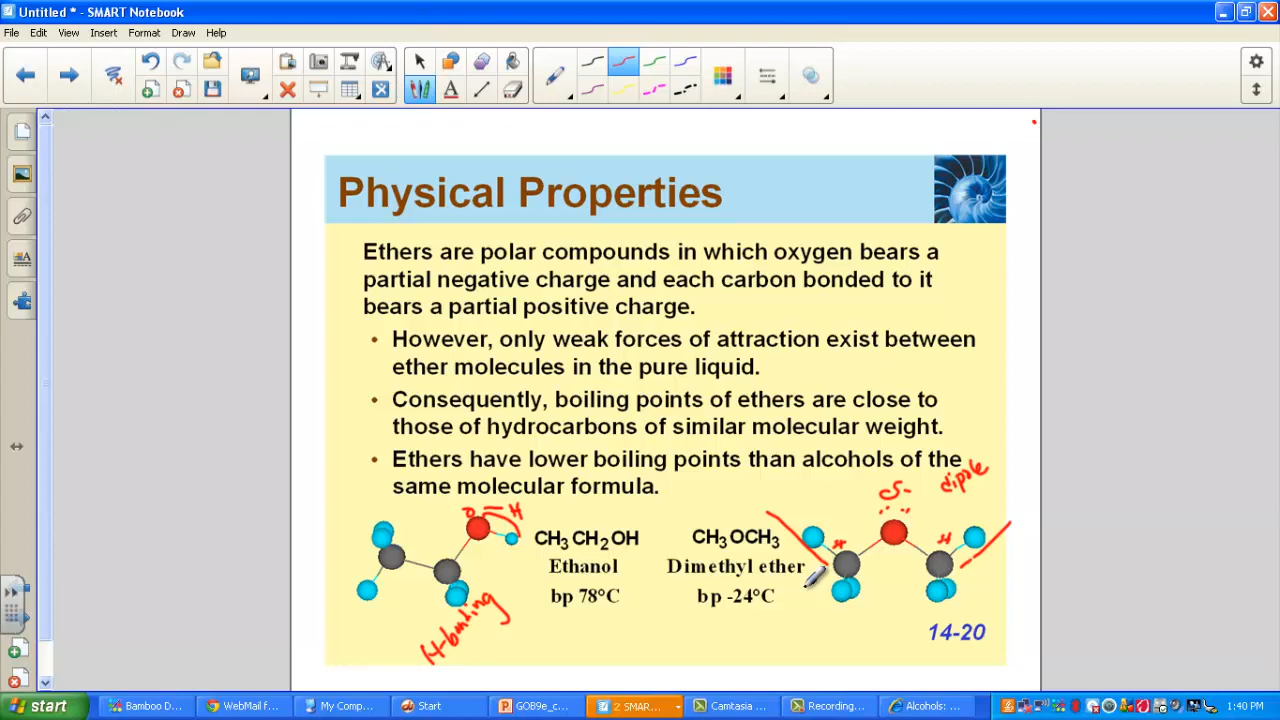 Untitled * - SMART Notebook
File Edit View Insert Format Draw Help
Physical Properties
Ethers are polar compounds in which oxygen bears a
partial negative charge and each carbon bonded to it
bears a partial positive charge.
• However, only weak forces of attraction exist between
ether molecules in the pure liquid.
• Consequently, boiling points of ethers are close to
those of hydrocarbons of similar molecular weight.
• Ethers have lower boiling points than alcohols of the
same molecular formula.
dipole
δ-
O — H
CH3CH2OH
Ethanol
bp 78°C
CH3OCH3
Dimethyl ether
bp -24°C
H-bonding
14-20
start
Bamboo D...
WebMail f...
My Comp...
Start
GOB9e_c...
2 SMAR...
Camtasia ...
Recording...
Alcohols: ...
1:40 PM